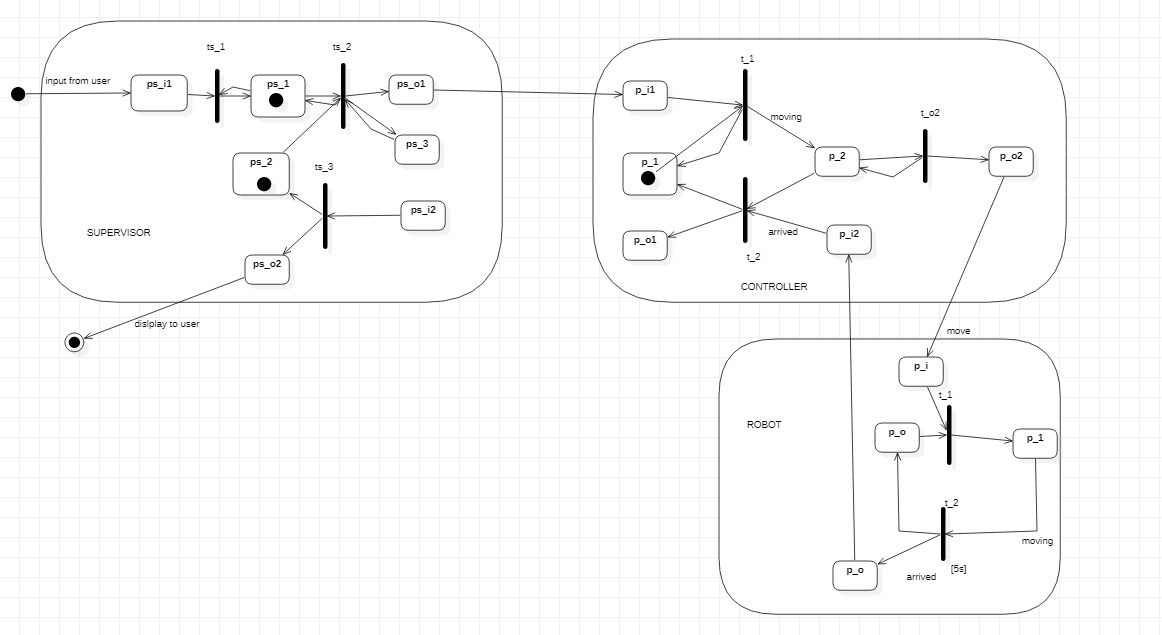 input from user
ts_1
ts_2
ps_i1
ps_1
ps_o1
ps_3
ps_2
ts_3
ps_i2
SUPERVISOR
ps_o2
dislplay to user
t_1
p_i1
moving
t_o2
p_1
p_2
p_o2
p_o1
arrived
p_i2
t_2
CONTROLLER
move
p_i
t_1
ROBOT
p_o
p_1
t_2
moving
p_o
arrived
[5s]